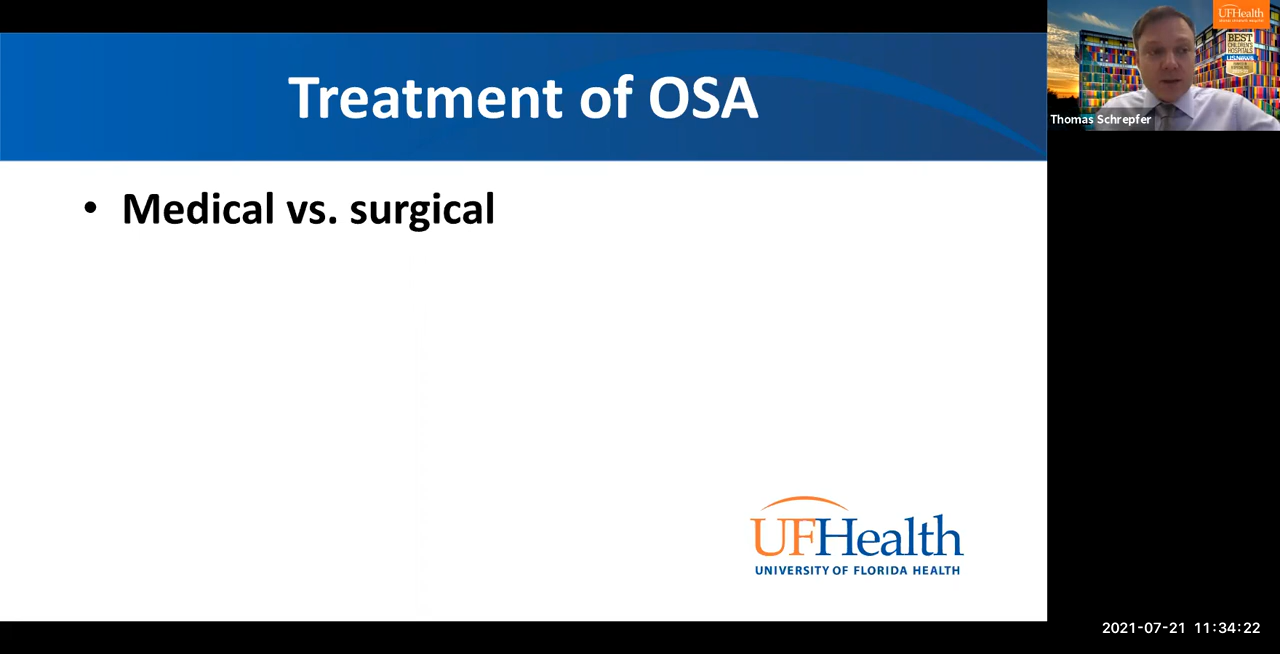 Treatment of OSA
• Medical vs. surgical
UFHealth
UNIVERSITY OF FLORIDA HEALTH
UFHealth
BEST
CHILDREN'S
HOSPITALS
U.S.NEWS
Thomas Schrepfer
2021-07-21 11:34:22